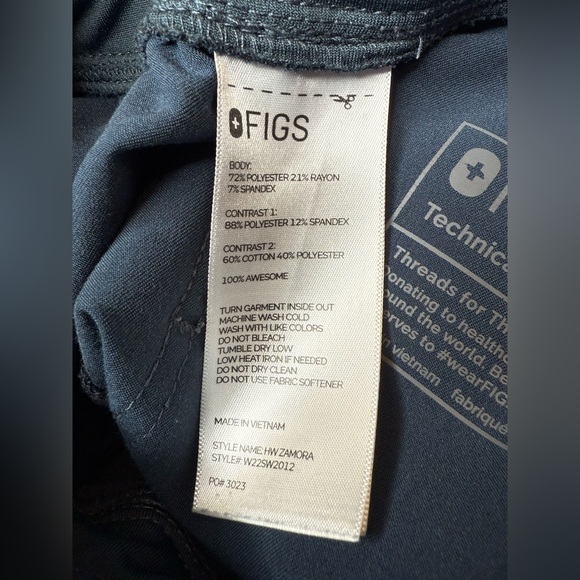 FIGS
BODY:
72% POLYESTER 21% RAYON
7% SPANDEX
CONTRAST 1:
88% POLYESTER 12% SPANDEX
CONTRAST 2:
60% COTTON 40% POLYESTER
100% AWESOME
TURN GARMENT INSIDE OUT
MACHINE WASH COLD
WASH WITH LIKE COLORS
DO NOT BLEACH
TUMBLE DRY LOW
LOW HEAT IRON IF NEEDED
DO NOT DRY CLEAN
DO NOT USE FABRIC SOFTENER
MADE IN VIETNAM
STYLE NAME: HW ZAMORA
STYLE#: W22SW2012
PO# 3023
Technica
Threads for Th
Donating to health
und the world. Be
erves to #wearFIG
n vietnam fabrique